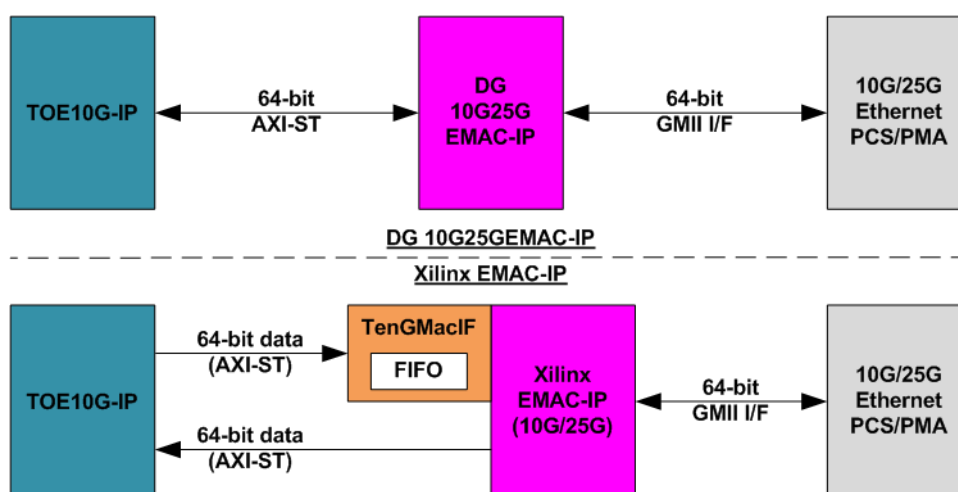 TOE10G-IP
64-bit
AXI-ST
DG
10G25G
EMAC-IP
64-bit
GMII I/F
10G/25G
Ethernet
PCS/PMA
DG 10G25GEMAC-IP
Xilinx EMAC-IP
TOE10G-IP
64-bit data
(AXI-ST)
64-bit data
(AXI-ST)
TenGMacIF
FIFO
Xilinx
EMAC-IP
(10G/25G)
64-bit
GMII I/F
10G/25G
Ethernet
PCS/PMA